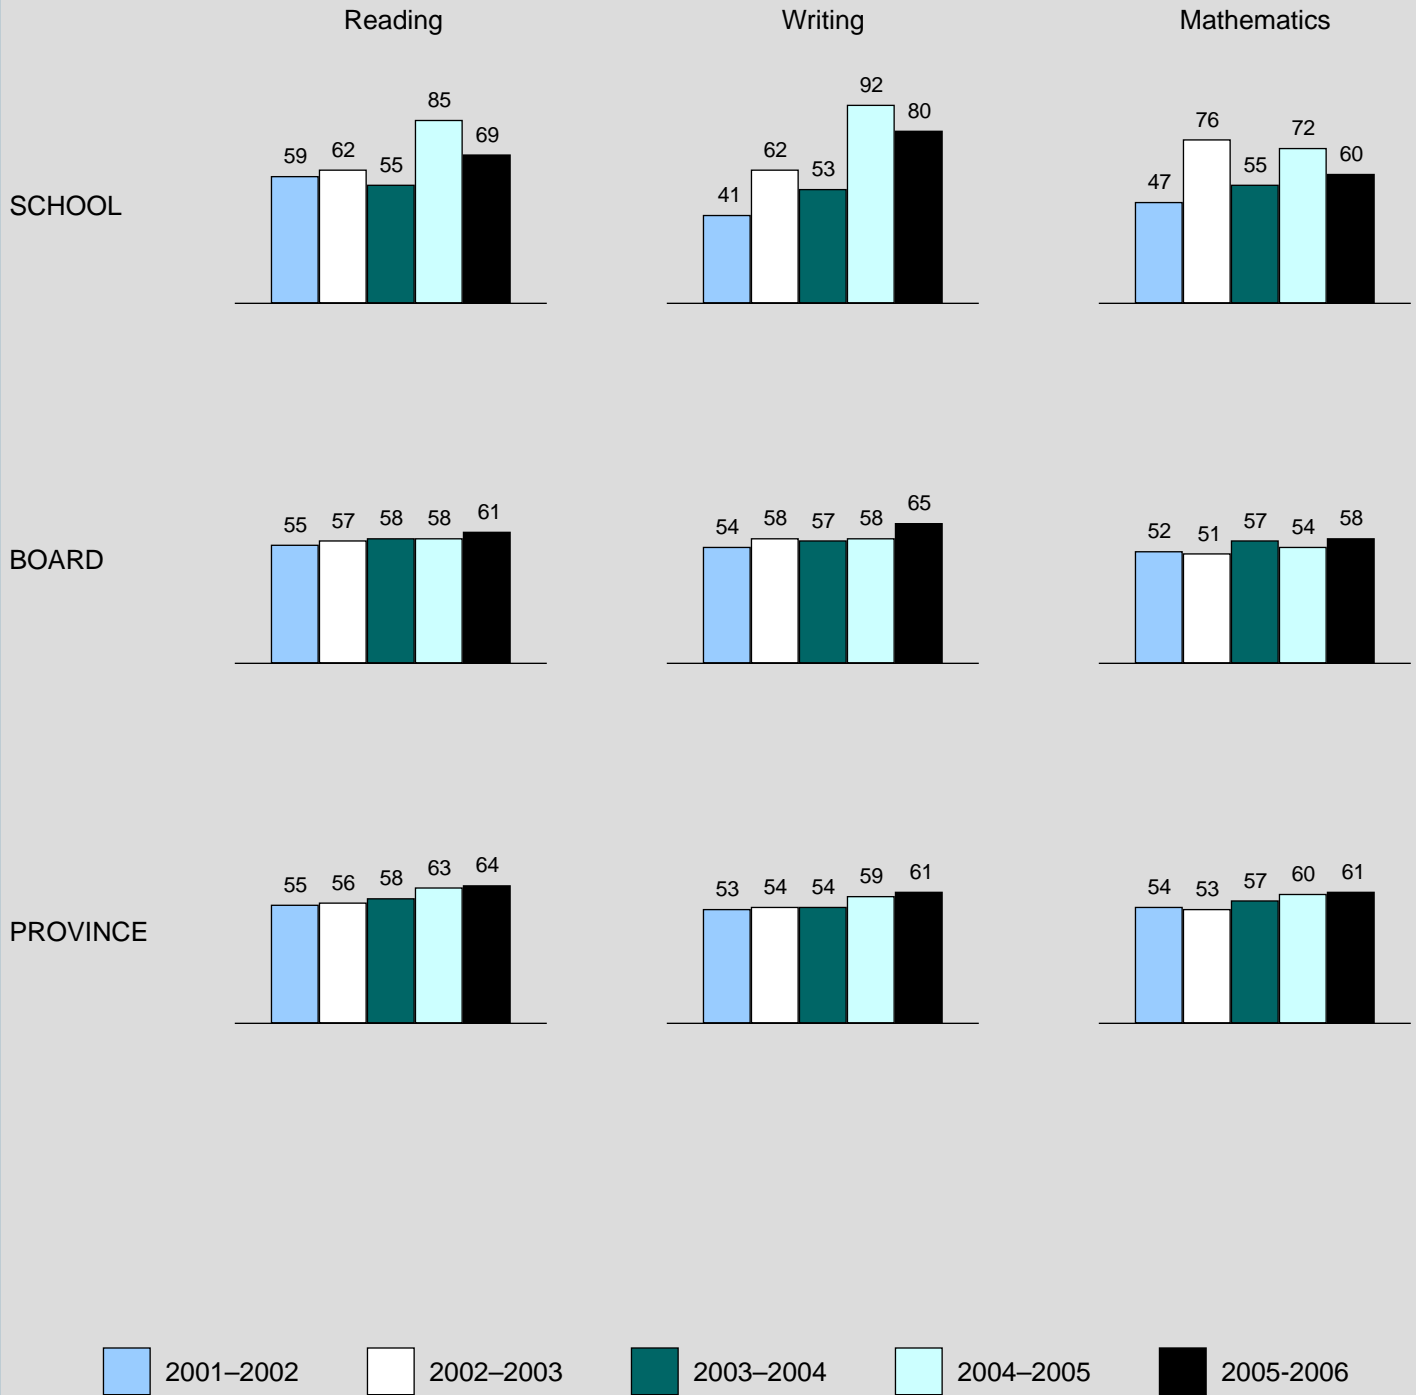 Reading Writing Mathematics
SCHOOL
59 62 55 85 69
41 62 53 92 80
47 76 55 72 60
BOARD
55 57 58 58 61
54 58 57 58 65
52 51 57 54 58
PROVINCE
55 56 58 63 64
53 54 54 59 61
54 53 57 60 61
2001–2002 2002–2003 2003–2004 2004–2005 2005-2006